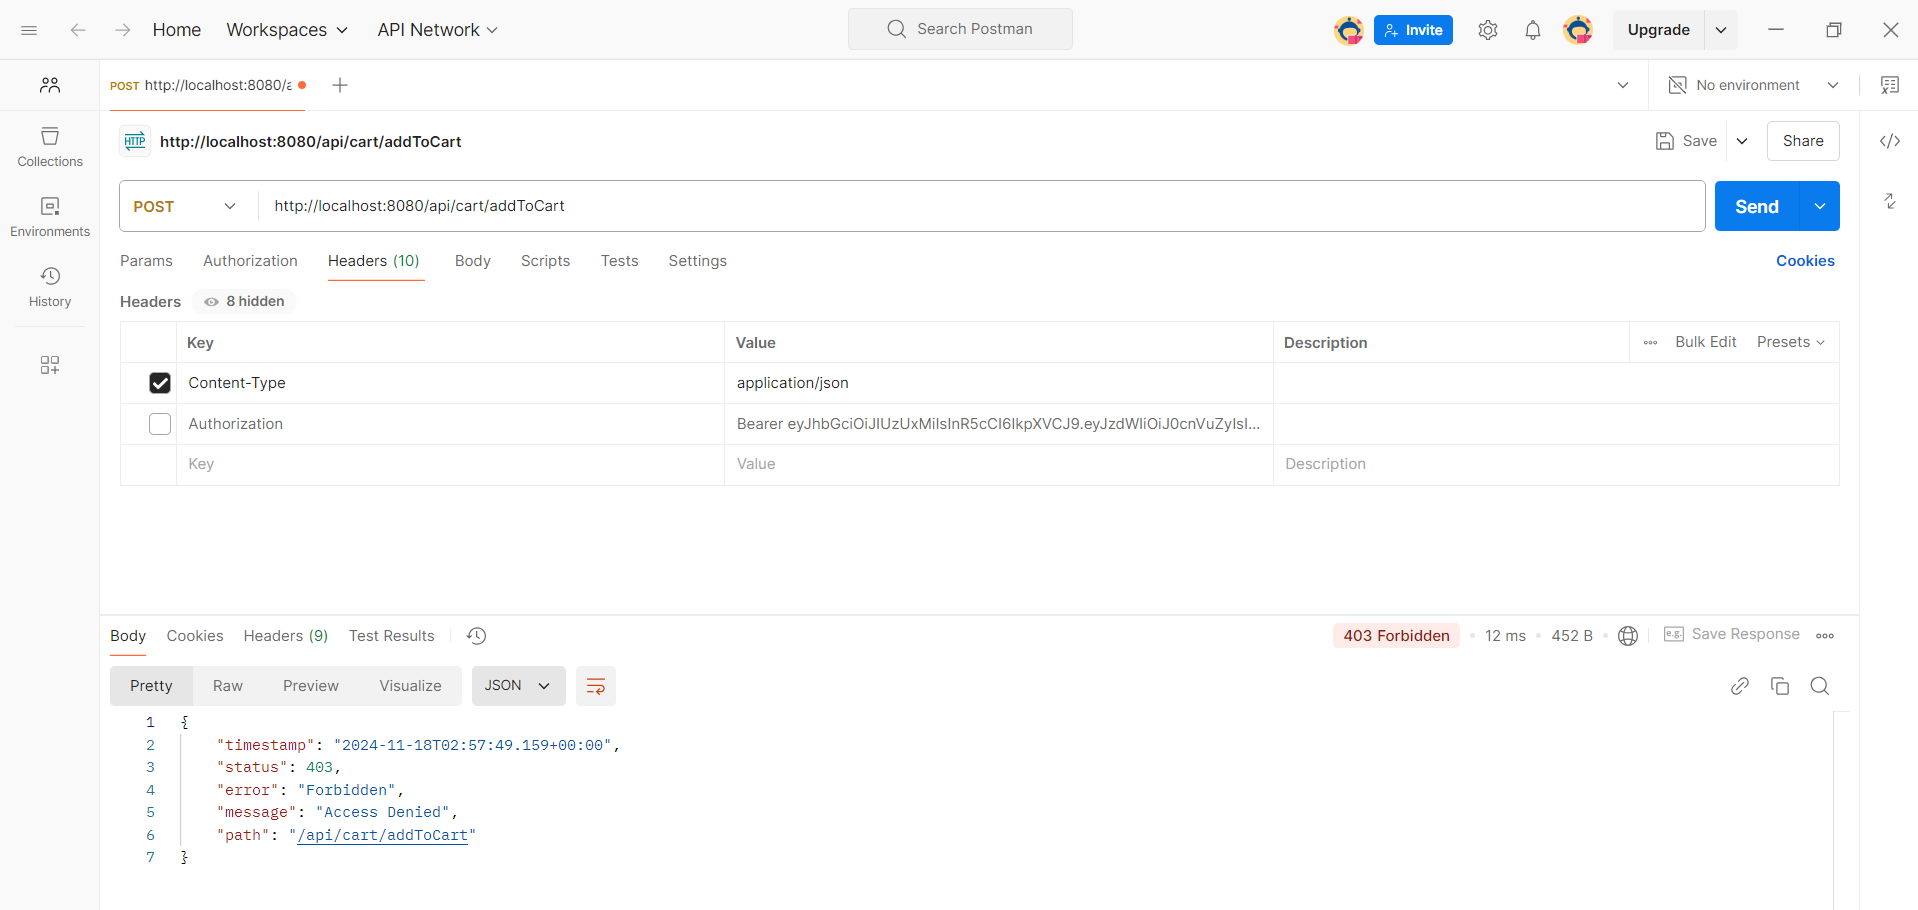 Home Workspaces API Network Search Postman Invite Upgrade
POST http://localhost:8080/a No environment
HTTP http://localhost:8080/api/cart/addToCart Save Share
Collections
Environments
History
POST http://localhost:8080/api/cart/addToCart Send
Params Authorization Headers (10) Body Scripts Tests Settings Cookies
Headers 8 hidden
Key Value Description Bulk Edit Presets
Content-Type application/json
Authorization Bearer eyJhbGciOiJIUzUxMiIsInR5cCI6IkpXVCJ9.eyJzdWIiOiJ0cnVuZyIsI...
Key Value Description
Body Cookies Headers (9) Test Results 403 Forbidden 12 ms 452 B e.g. Save Response
Pretty Raw Preview Visualize JSON
1 {
2 "timestamp": "2024-11-18T02:57:49.159+00:00",
3 "status": 403,
4 "error": "Forbidden",
5 "message": "Access Denied",
6 "path": "/api/cart/addToCart"
7 }